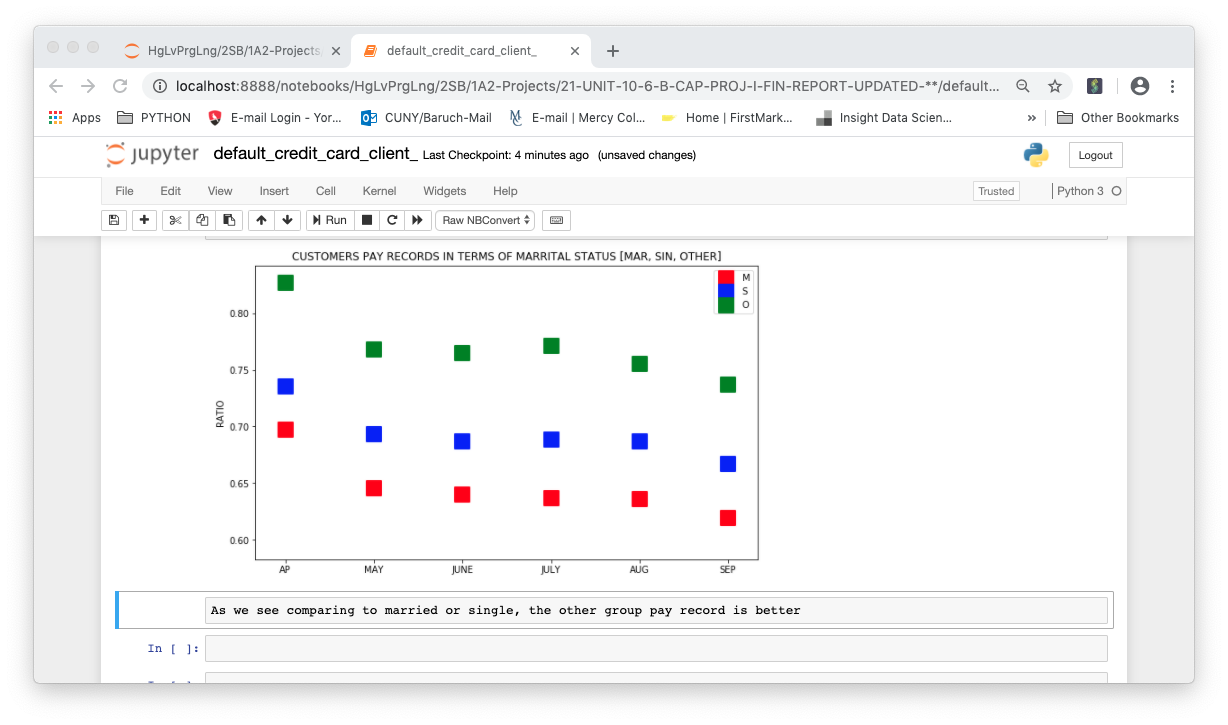 HgLvPrgLng/2SB/1A2-Projects
default_credit_card_client_
localhost:8888/notebooks/HgLvPrgLng/2SB/1A2-Projects/21-UNIT-10-6-B-CAP-PROJ-I-FIN-REPORT-UPDATED-**/default...
Apps PYTHON E-mail Login - Yor... CUNY/Baruch-Mail E-mail | Mercy Col... Home | FirstMark... Insight Data Scien... » Other Bookmarks
jupyter default_credit_card_client_ Last Checkpoint: 4 minutes ago (unsaved changes) Logout
File Edit View Insert Cell Kernel Widgets Help Trusted Python 3
Run Raw NBConvert
CUSTOMERS PAY RECORDS IN TERMS OF MARRITAL STATUS [MAR, SIN, OTHER]
M
S
O
0.80
0.75
RATIO
0.70
0.65
0.60
AP MAY JUNE JULY AUG SEP
As we see comparing to married or single, the other group pay record is better
In [ ]: